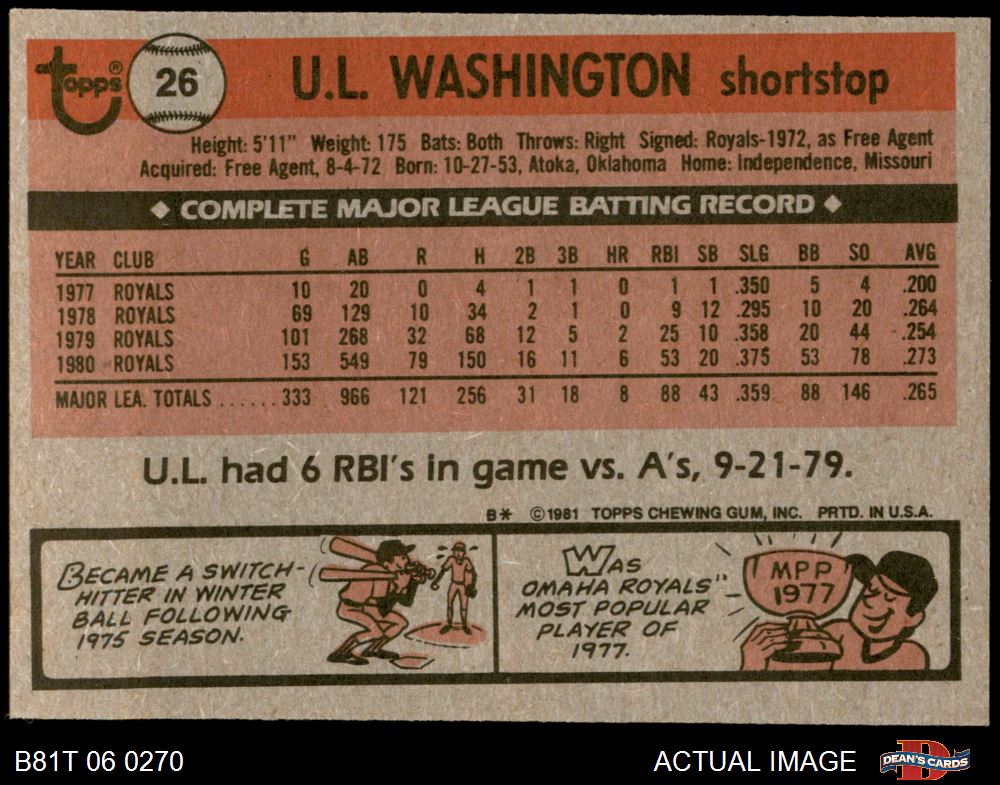 topps® 26 U.L. WASHINGTON shortstop
Height: 5'11" Weight: 175 Bats: Both Throws: Right Signed: Royals-1972, as Free Agent
Acquired: Free Agent, 8-4-72 Born: 10-27-53, Atoka, Oklahoma Home: Independence, Missouri
◆ COMPLETE MAJOR LEAGUE BATTING RECORD ◆
YEAR CLUB G AB R H 2B 3B HR RBI SB SLG BB SO AVG
1977 ROYALS 10 20 0 4 1 1 0 1 1 .350 5 4 .200
1978 ROYALS 69 129 10 34 2 1 0 9 12 .295 10 20 .264
1979 ROYALS 101 268 32 68 12 5 2 25 10 .358 20 44 .254
1980 ROYALS 153 549 79 150 16 11 6 53 20 .375 53 78 .273
MAJOR LEA. TOTALS ......333 966 121 256 31 18 8 88 43 .359 88 146 .265
U.L. had 6 RBI's in game vs. A's, 9-21-79.
B* ©1981 TOPPS CHEWING GUM, INC. PRTD. IN U.S.A.
BECAME A SWITCH-
HITTER IN WINTER
BALL FOLLOWING
1975 SEASON.
WAS
OMAHA ROYALS"
MOST POPULAR
PLAYER OF
1977.
MPP
1977
B81T 06 0270 ACTUAL IMAGE DEAN'S CARDS